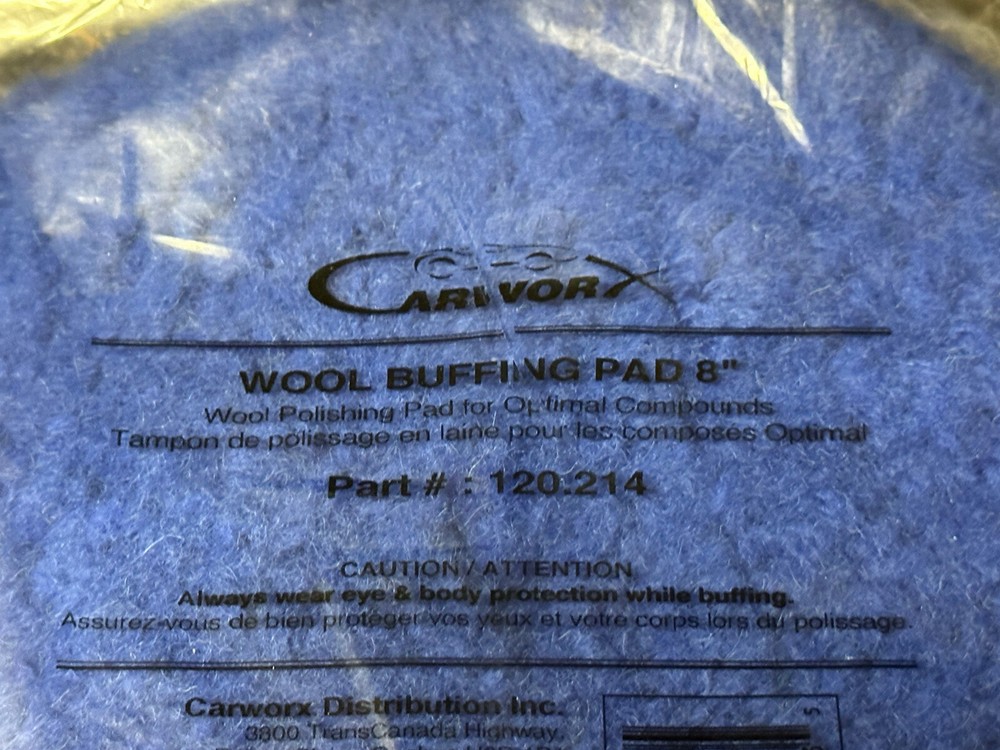 CARWORX
WOOL BUFFING PAD 8"
Wool Polishing Pad for Optimal Compounds
Tampon de polissage en laine pour les composes Optimal
Part # : 120.214
CAUTION / ATTENTION
Always wear eye & body protection while buffing.
Assurez-vous de bien protéger vos yeux et votre corps lors du polissage.
Carworx Distribution Inc.
3800 TransCanada Highway,
5